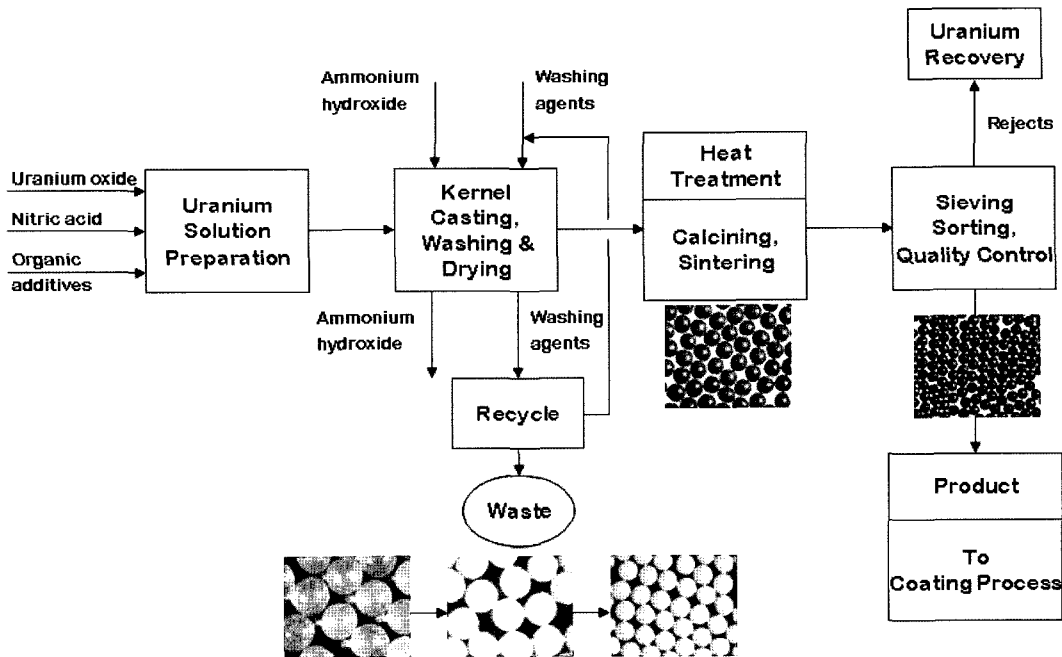 Uranium
Recovery
Ammonium
hydroxide
Washing
agents
Rejects
Uranium oxide
Nitric acid
Organic
additives
Uranium
Solution
Preparation
Kernel
Casting,
Washing &
Drying
Heat
Treatment
Calcining,
Sintering
Sieving
Sorting,
Quality Control
Ammonium
hydroxide
Washing
agents
Recycle
Waste
Product
To
Coating Process